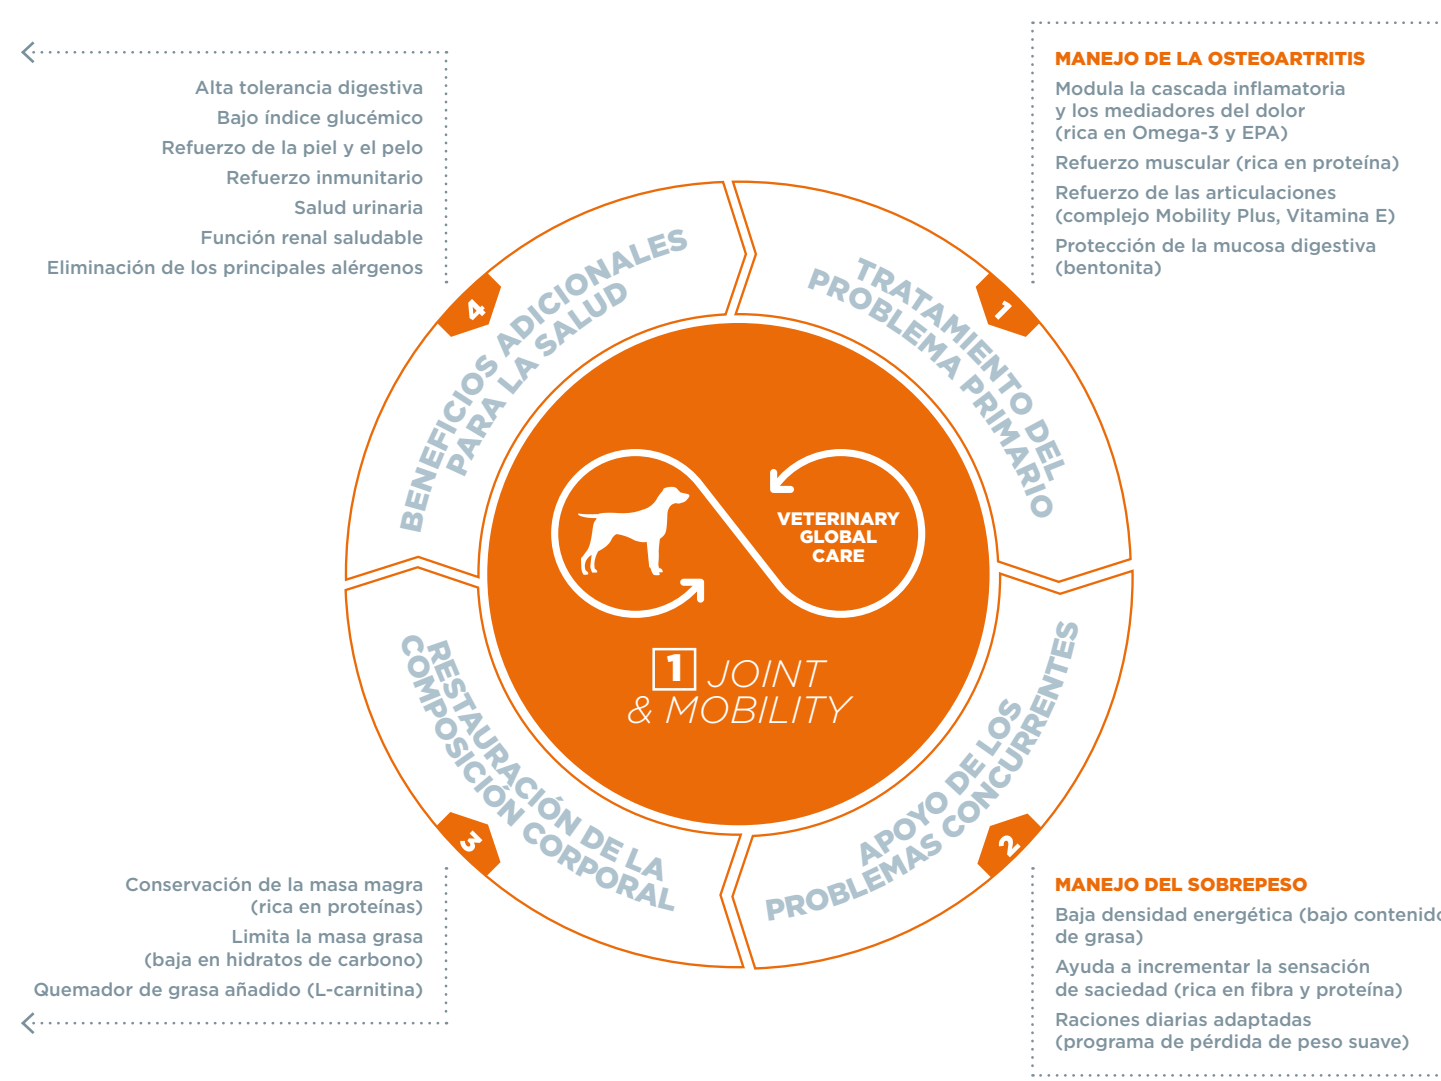 Alta tolerancia digestiva
Bajo índice glucémico
Refuerzo de la piel y el pelo
Refuerzo inmunitario
Salud urinaria
Función renal saludable
Eliminación de los principales alérgenos
MANEJO DE LA OSTEOARTRITIS
Modula la cascada inflamatoria
y los mediadores del dolor
(rica en Omega-3 y EPA)
Refuerzo muscular (rica en proteína)
Refuerzo de las articulaciones
(complejo Mobility Plus, Vitamina E)
Protección de la mucosa digestiva
(bentonita)
4
BENEFICIOS ADICIONALES
PARA LA SALUD
1
TRATAMIENTO DEL
PROBLEMA PRIMARIO
VETERINARY
GLOBAL
CARE
1 JOINT
& MOBILITY
3
RESTAURACIÓN DE LA
COMPOSICIÓN CORPORAL
2
APOYO DE LOS
PROBLEMAS CONCURRENTES
Conservación de la masa magra
(rica en proteínas)
Limita la masa grasa
(baja en hidratos de carbono)
Quemador de grasa añadido (L-carnitina)
MANEJO DEL SOBREPESO
Baja densidad energética (bajo contenido
de grasa)
Ayuda a incrementar la sensación
de saciedad (rica en fibra y proteína)
Raciones diarias adaptadas
(programa de pérdida de peso suave)